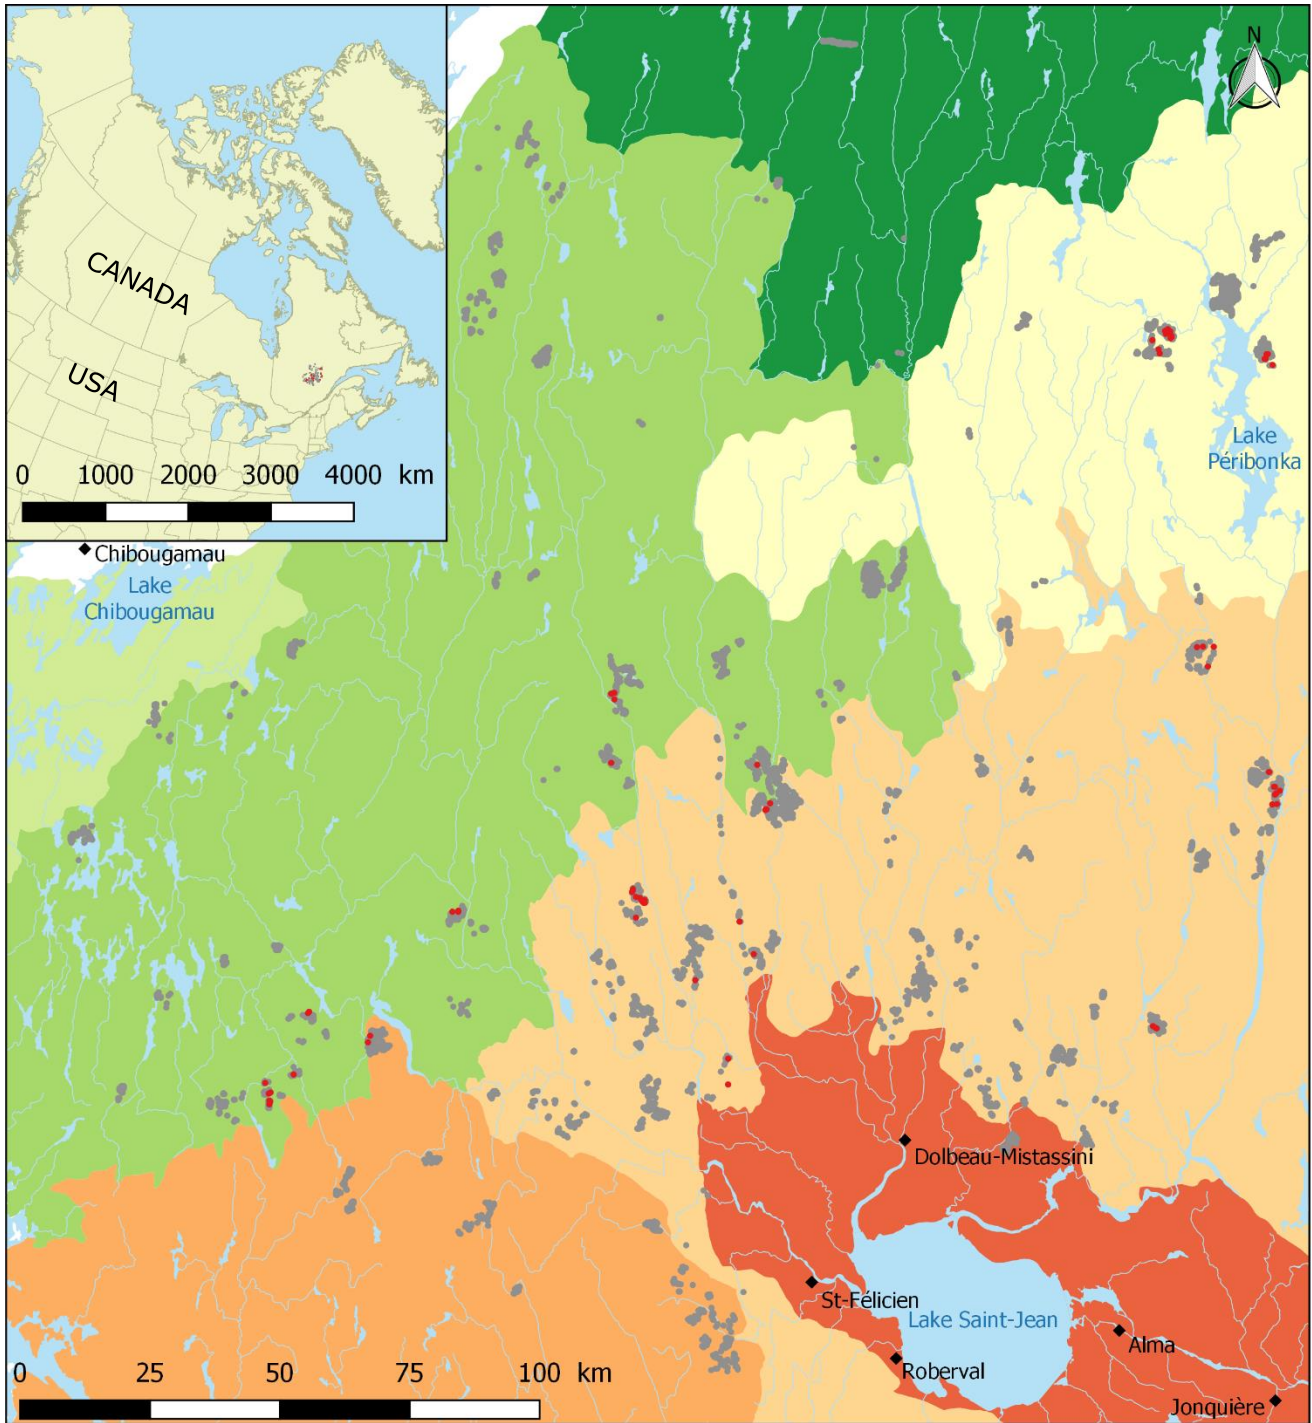 N
CANADA
USA
0 1000 2000 3000 4000 km
Lake
Péribonka
Chibougamau
Lake
Chibougamau
Dolbeau-Mistassini
St-Félicien
Lake Saint-Jean
Alma
Roberval
0 25 50 75 100 km
Jonquière